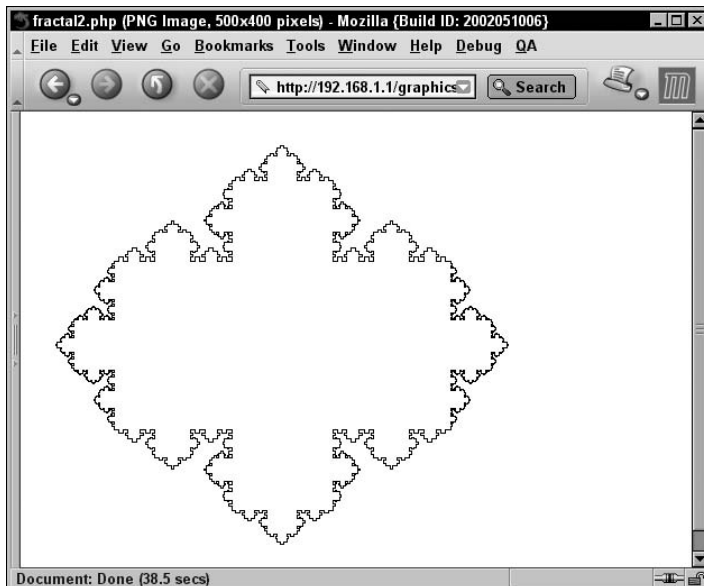 fractal2.php (PNG Image, 500x400 pixels) - Mozilla {Build ID: 2002051006}
File Edit View Go Bookmarks Tools Window Help Debug QA
http://192.168.1.1/graphics Search
Document: Done (38.5 secs)